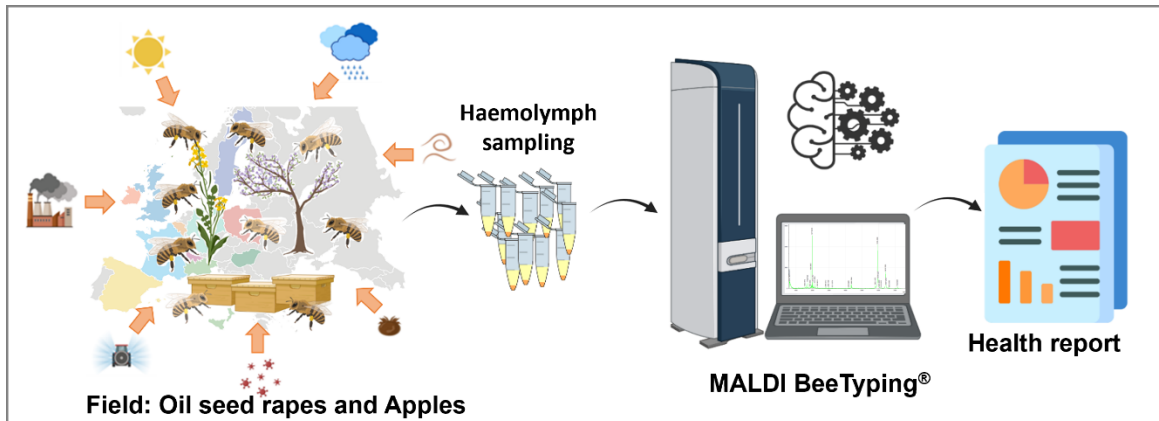 Haemolymph
sampling
Field: Oil seed rapes and Apples
MALDI BeeTyping®
Health report